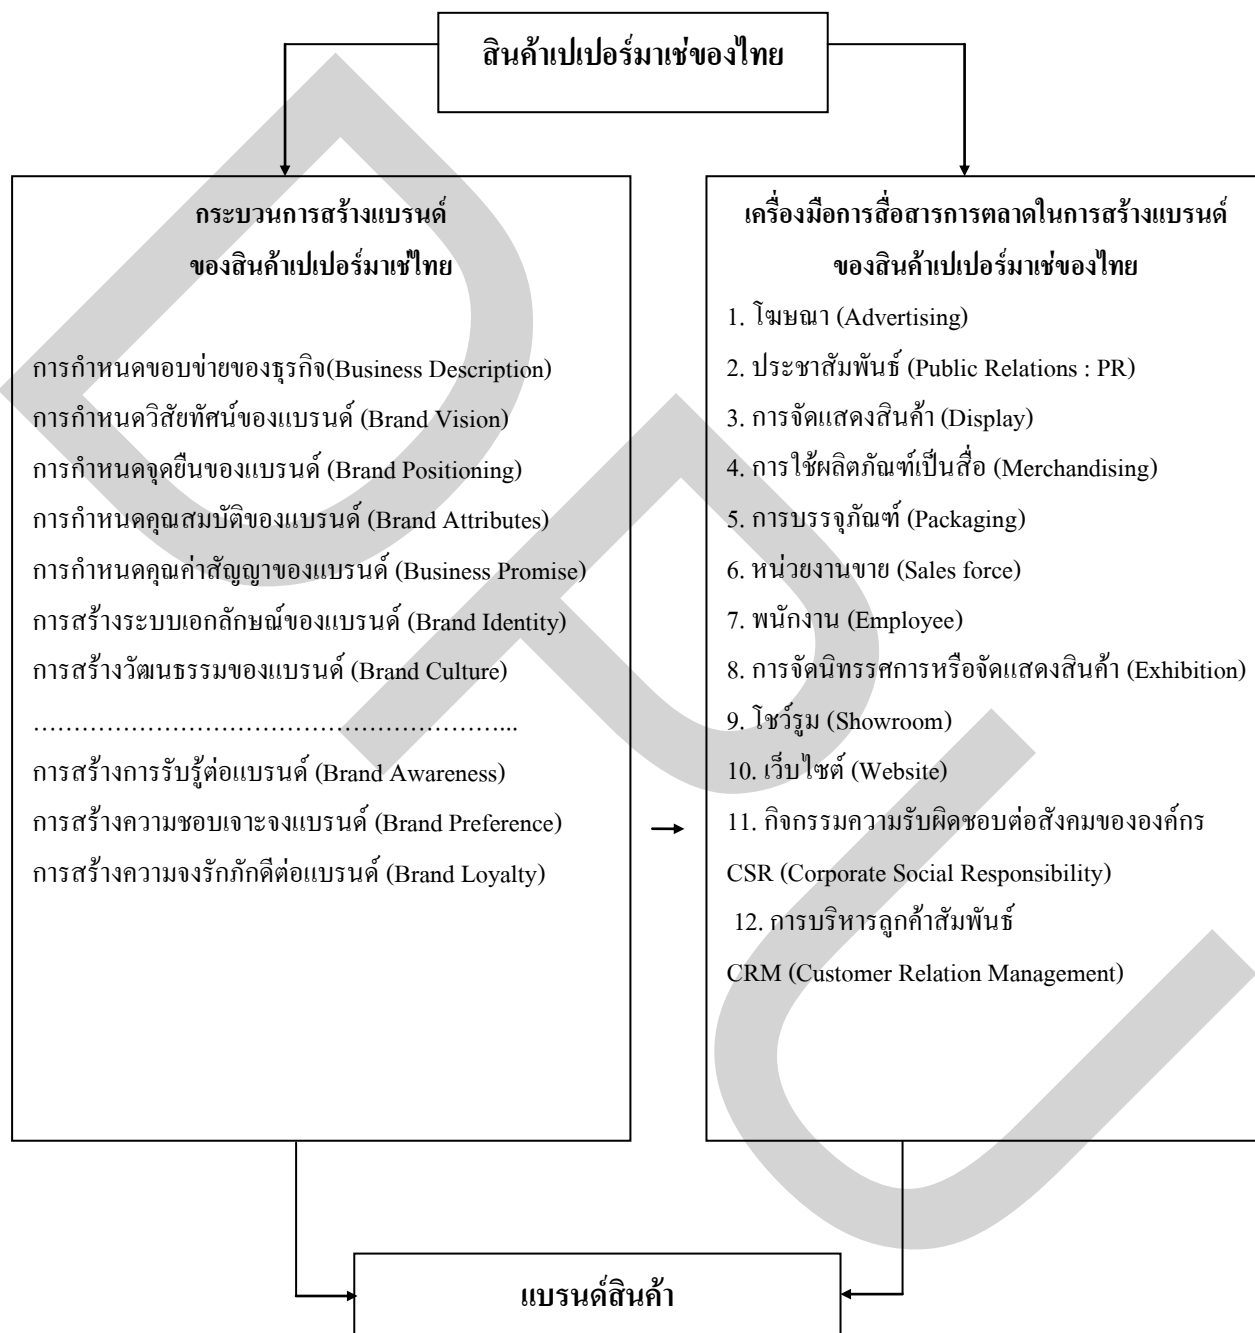 สินค้าเปเปอร์มาเช่ของไทย
กระบวนการสร้างแบรนด์
ของสินค้าเปเปอร์มาเช่ไทย
การกำหนดขอบข่ายของธุรกิจ(Business Description)
การกำหนดวิสัยทัศน์ของแบรนด์ (Brand Vision)
การกำหนดจุดยืนของแบรนด์ (Brand Positioning)
การกำหนดคุณสมบัติของแบรนด์ (Brand Attributes)
การกำหนดคุณค่าสัญญาของแบรนด์ (Business Promise)
การสร้างระบบเอกลักษณ์ของแบรนด์ (Brand Identity)
การสร้างวัฒนธรรมของแบรนด์ (Brand Culture)
…………………………………………………...
การสร้างการรับรู้ต่อแบรนด์ (Brand Awareness)
การสร้างความชอบเจาะจงแบรนด์ (Brand Preference)
การสร้างความจงรักภักดีต่อแบรนด์ (Brand Loyalty)
เครื่องมือการสื่อสารการตลาดในการสร้างแบรนด์
ของสินค้าเปเปอร์มาเช่ของไทย
1. โฆษณา (Advertising)
2. ประชาสัมพันธ์ (Public Relations : PR)
3. การจัดแสดงสินค้า (Display)
4. การใช้ผลิตภัณฑ์เป็นสื่อ (Merchandising)
5. การบรรจุภัณฑ์ (Packaging)
6. หน่วยงานขาย (Sales force)
7. พนักงาน (Employee)
8. การจัดนิทรรศการหรือจัดแสดงสินค้า (Exhibition)
9. โชว์รูม (Showroom)
10. เว็บไซต์ (Website)
11. กิจกรรมความรับผิดชอบต่อสังคมขององค์กร
CSR (Corporate Social Responsibility)
12. การบริหารลูกค้าสัมพันธ์
CRM (Customer Relation Management)
แบรนด์สินค้า
DPU